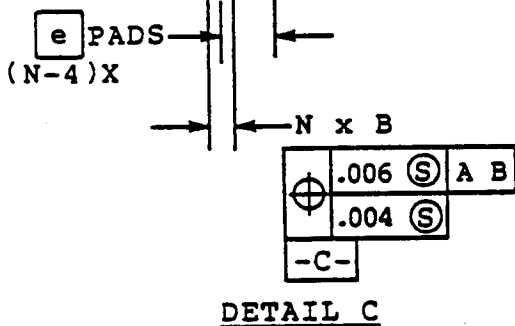 e PADS
(N-4)X
N x B
.006 Ⓢ A B
.004 Ⓢ
-C-
DETAIL C